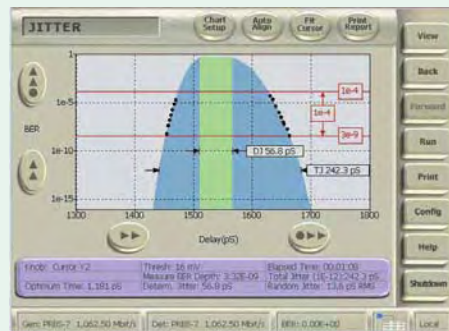 JITTER
Chart Setup
Auto Align
Fit Cursor
Print Report
View
Back
Forward
Run
Print
Config
Help
Shutdown
BER
1
1e-5
1e-10
1e-15
1e-4
1e-4
3e-9
DJ 56.8 pS
TJ 242.3 pS
1300
1400
1500
1600
1700
1800
Delay(pS)
Knob: Cursor Y2
Thresh: 16 mV
Elapsed Time: 00:01:08
Measure BER Depth: 3.32E-09
Total Jitter (1E-12):242.3 pS
Optimum Time: 1,181 pS
Determ. Jitter: 56.8 pS
Random Jitter: 13.6 pS RMS
Gen: PRBS-7 1,062.50 Mbit/s
Det: PRBS-7 1,062.50 Mbit/s
BER: 0.00E+00
Local